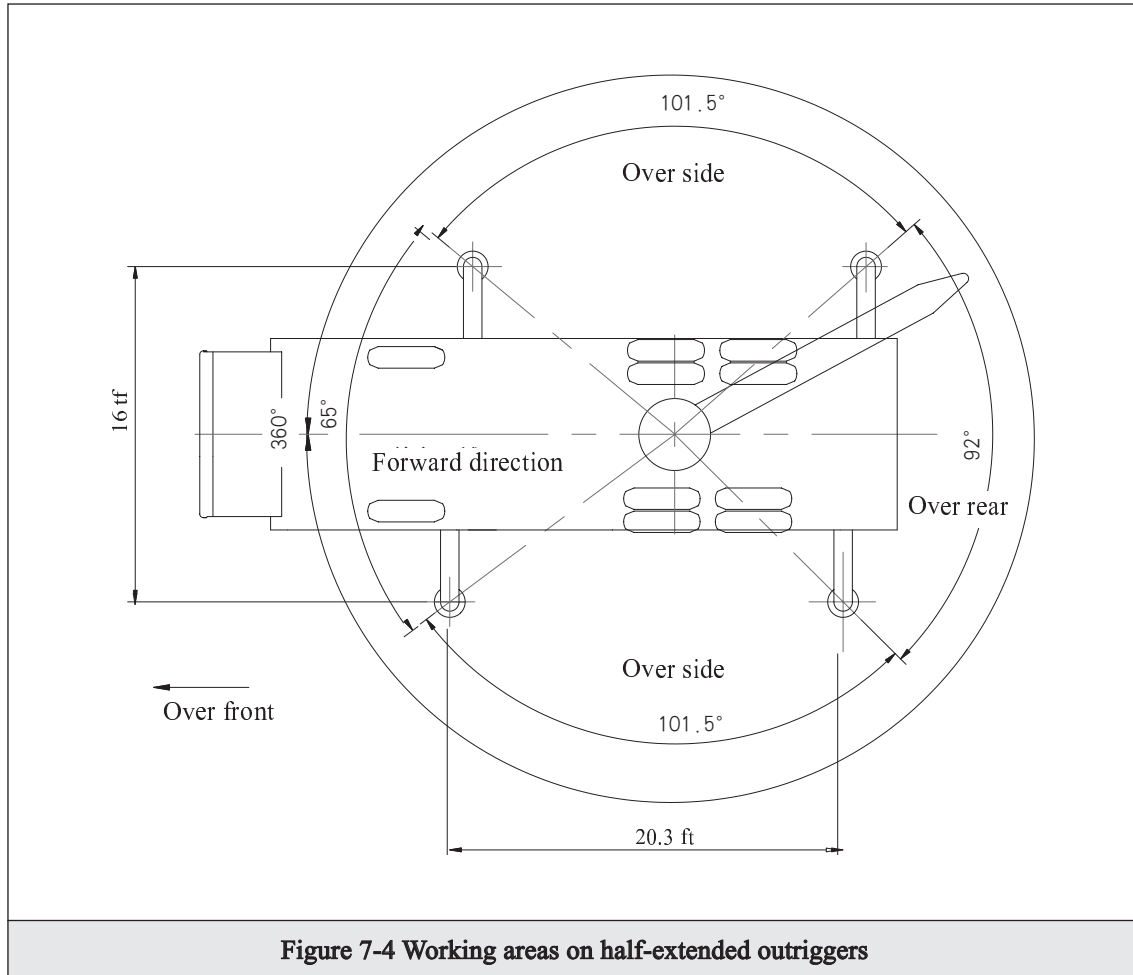 101.5°
Over side
16 tf
360°
65°
Forward direction
92°
Over rear
Over side
Over front
101.5°
20.3 ft
Figure 7-4 Working areas on half-extended outriggers